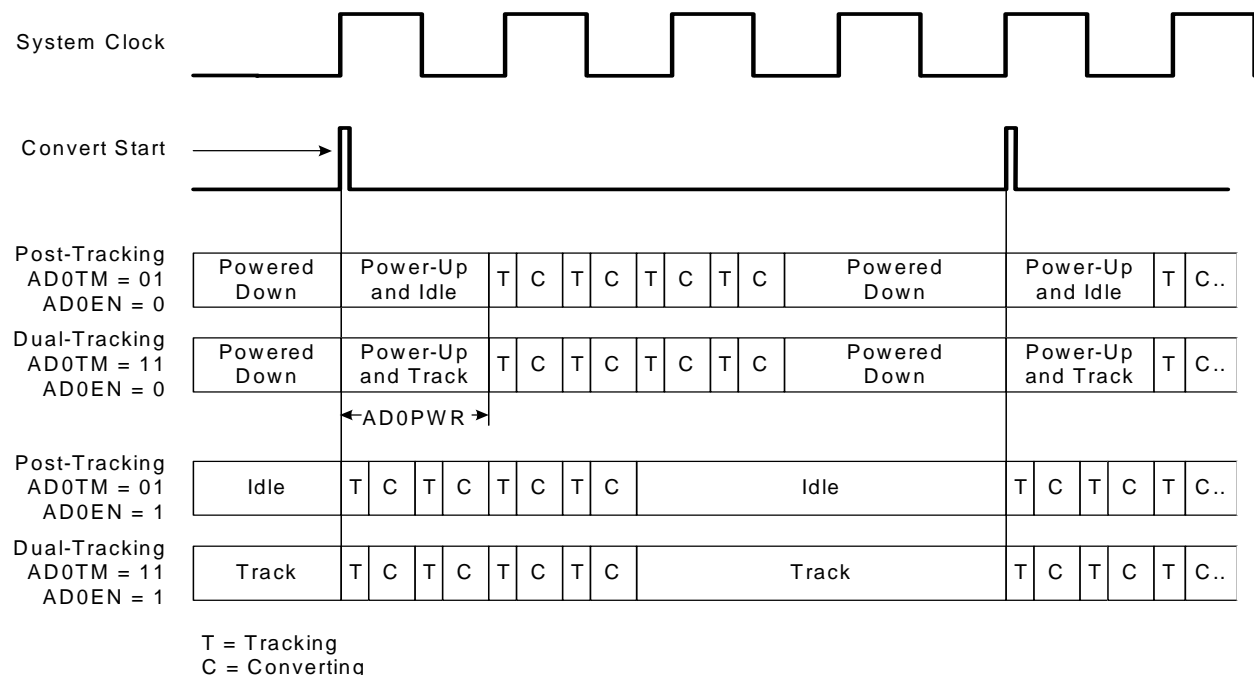 System Clock
Convert Start
Post-Tracking
AD0TM = 01
AD0EN = 0
Powered
Down
Power-Up
and Idle
T C T C T C T C
Powered
Down
Power-Up
and Idle
T C..
Dual-Tracking
AD0TM = 11
AD0EN = 0
Powered
Down
Power-Up
and Track
T C T C T C T C
Powered
Down
Power-Up
and Track
T C..
AD0PWR
Post-Tracking
AD0TM = 01
AD0EN = 1
Idle T C T C T C T C Idle T C T C T C..
Dual-Tracking
AD0TM = 11
AD0EN = 1
Track T C T C T C T C Track T C T C T C..
T = Tracking
C = Converting